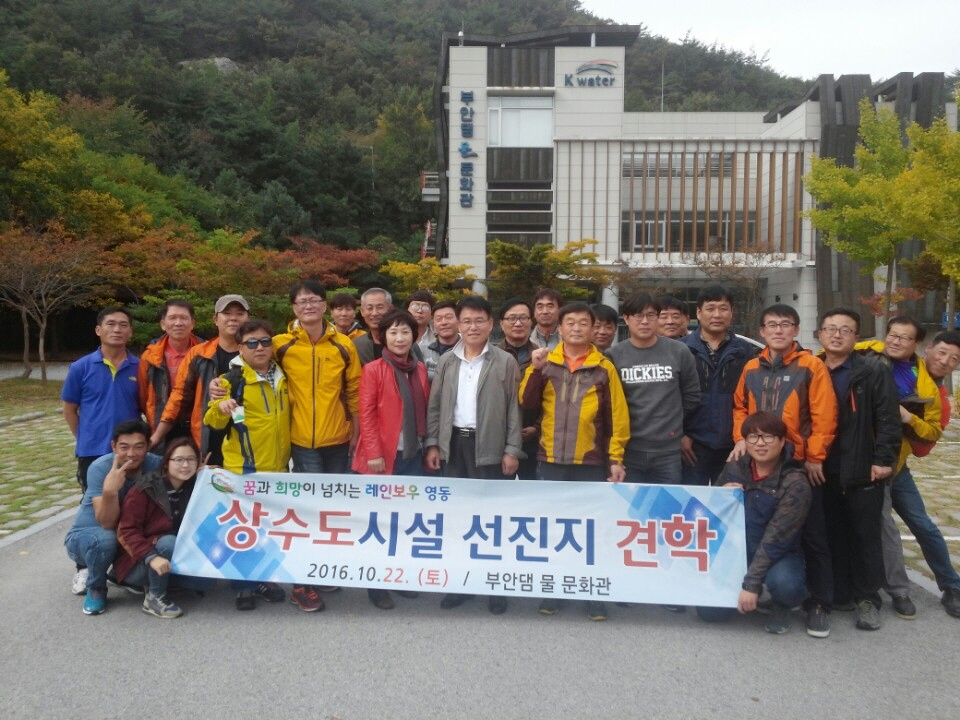 K water
부안댐 물 문화관
DICKIES
꿈과 희망이 넘치는 레인보우 영동
상수도시설 선진지 견학
2016.10.22. (토) / 부안댐 물 문화관